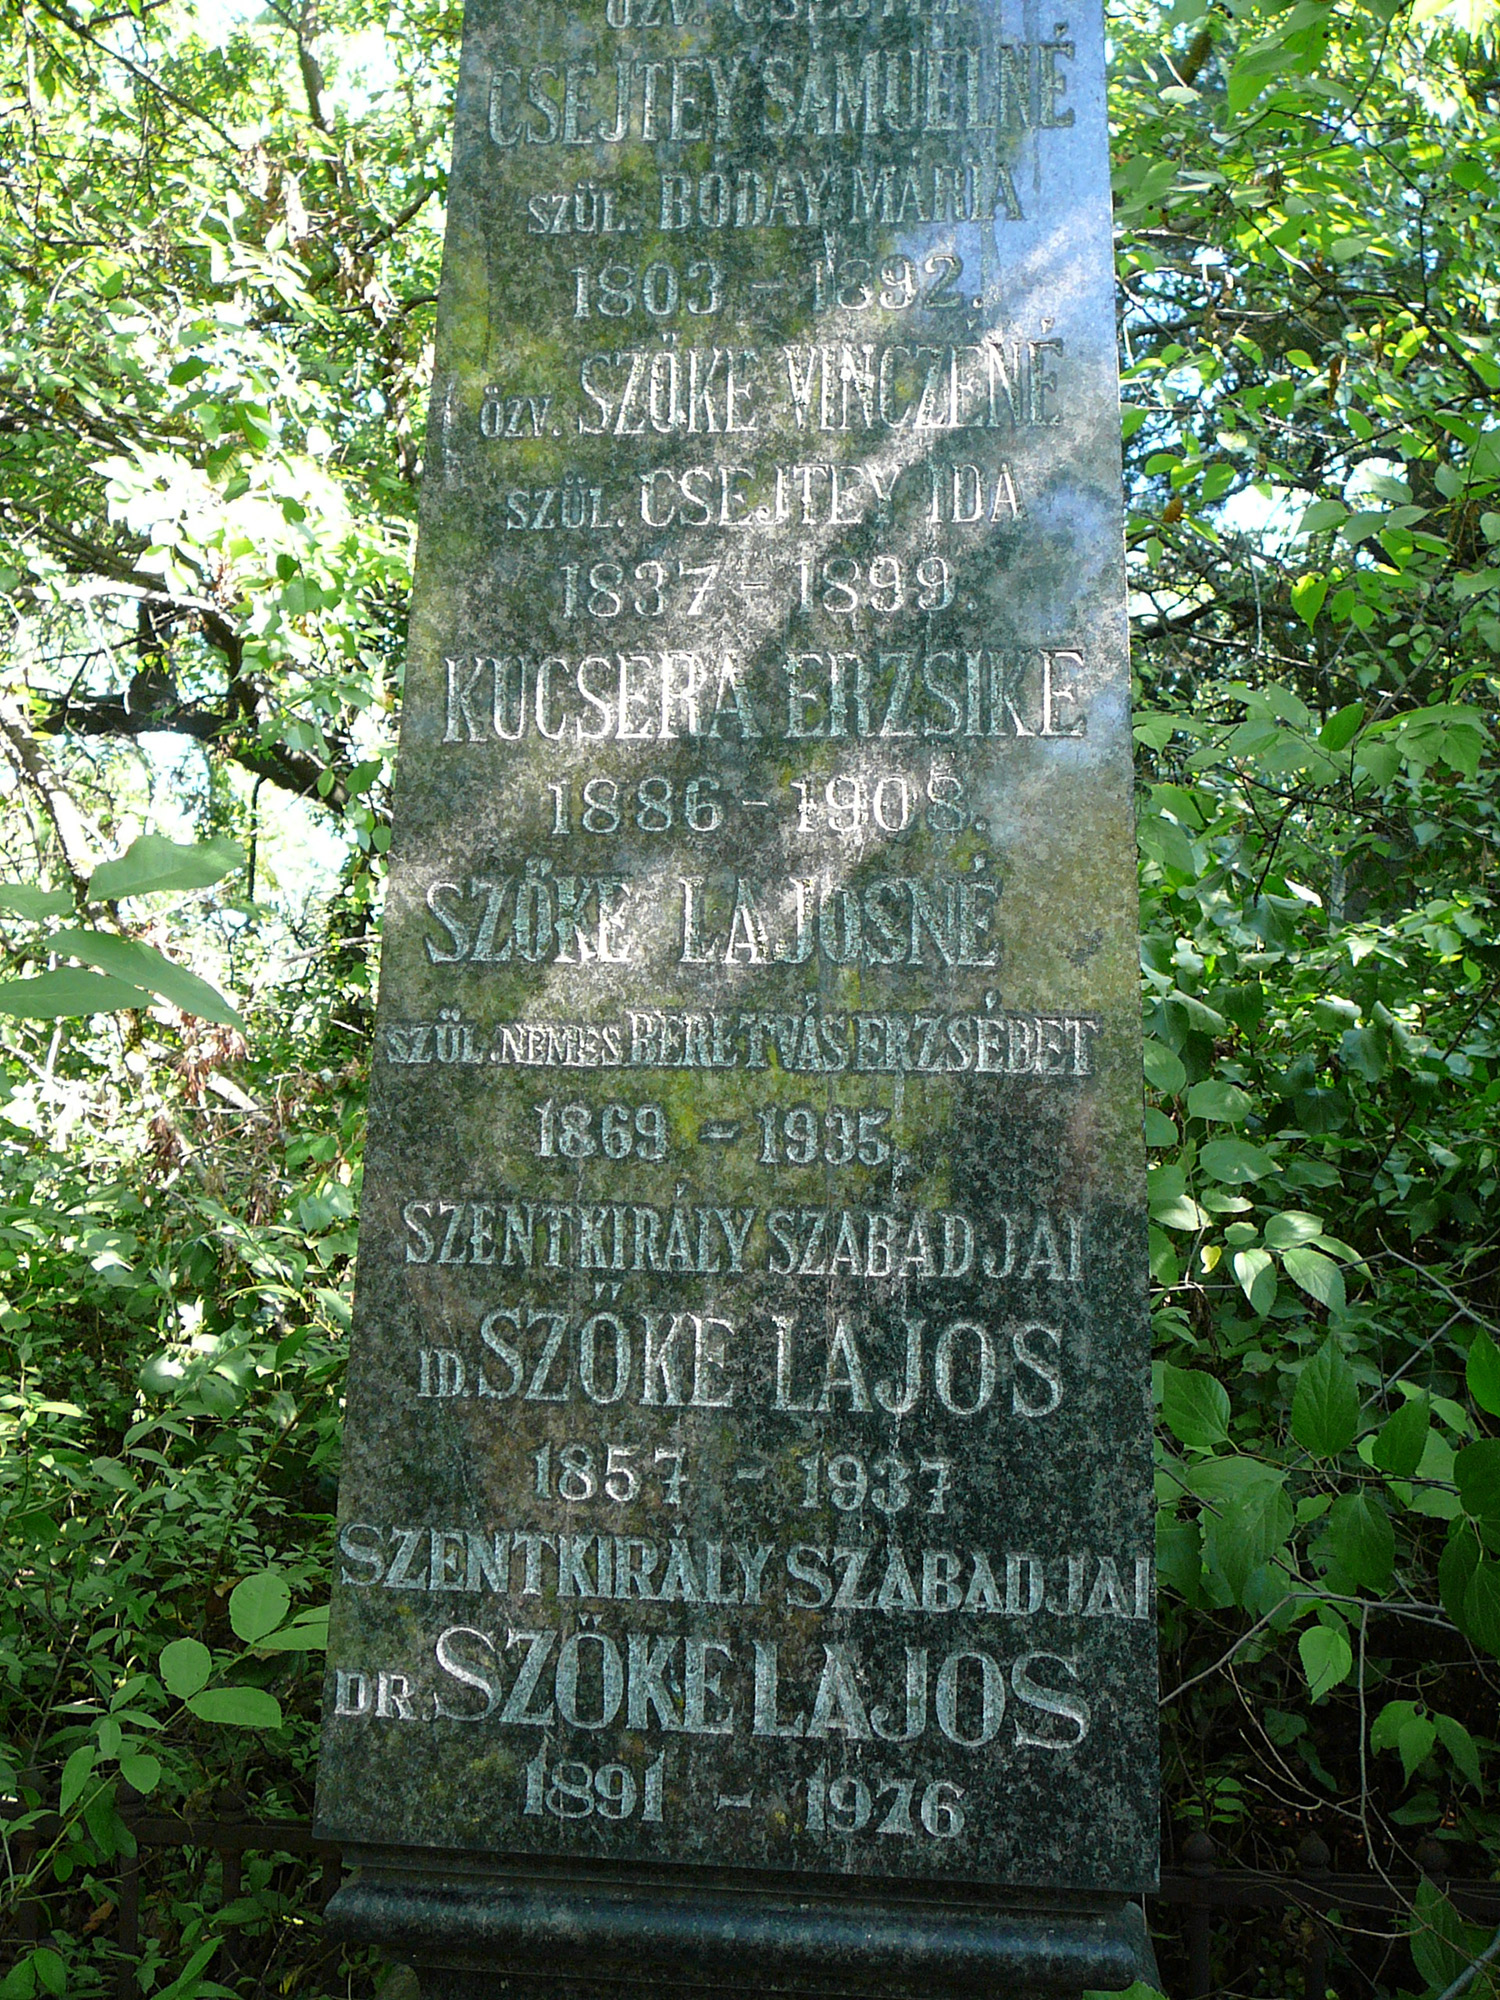 ÖZV.
CSEJTEY SAMUELNÉ
SZÜL. BÓDAY MÁRIA
1803 - 1892.
ÖZV. SZŐKE VINCZÉNÉ
SZÜL. CSEJTEY IDA
1837 - 1899.
KUCSERA ERZSIKE
1886 - 1908.
SZŐKE LAJOSNÉ
SZÜL. NEMES BERETVÁS ERZSÉBET
1869 - 1935.
SZENTKIRÁLY SZABADJAI
ID. SZŐKE LAJOS
1857 - 1937
SZENTKIRÁLY SZABADJAI
DR. SZŐKE LAJOS
1891 - 1976